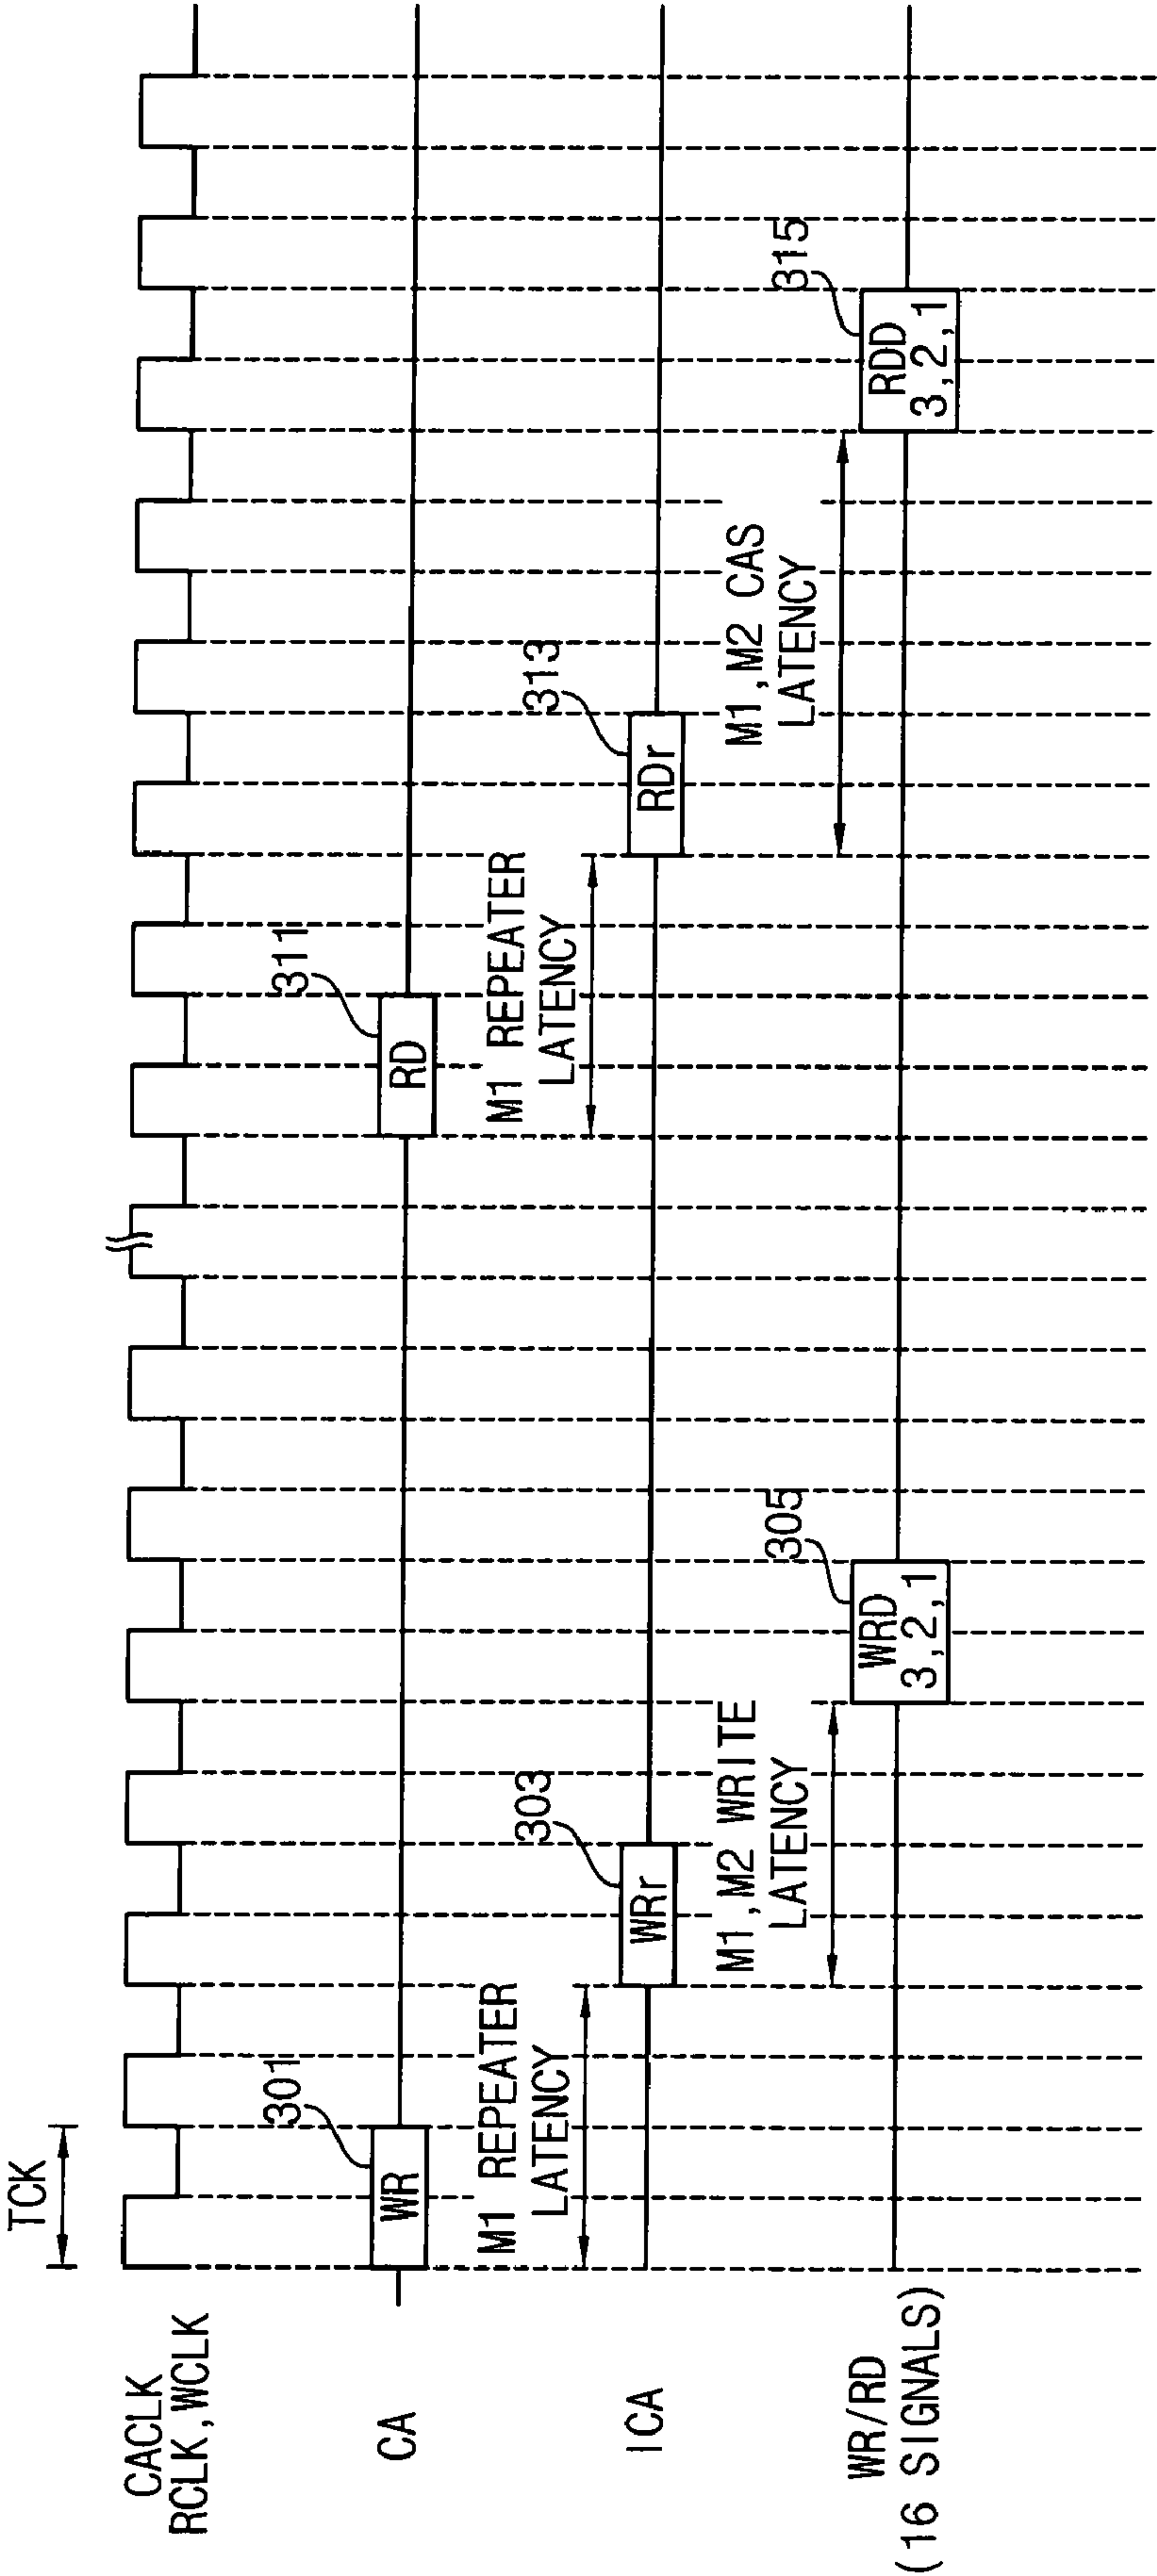 TCK
CACLK
RCLK,WCLK
CA
301
WR
311
RD
M1 REPEATER
LATENCY
M1 REPEATER
LATENCY
ICA
303
WRr
313
RDr
M1,M2 WRITE
LATENCY
M1,M2 CAS
LATENCY
WR/RD
(16 SIGNALS)
305
WRD
3,2,1
315
RDD
3,2,1